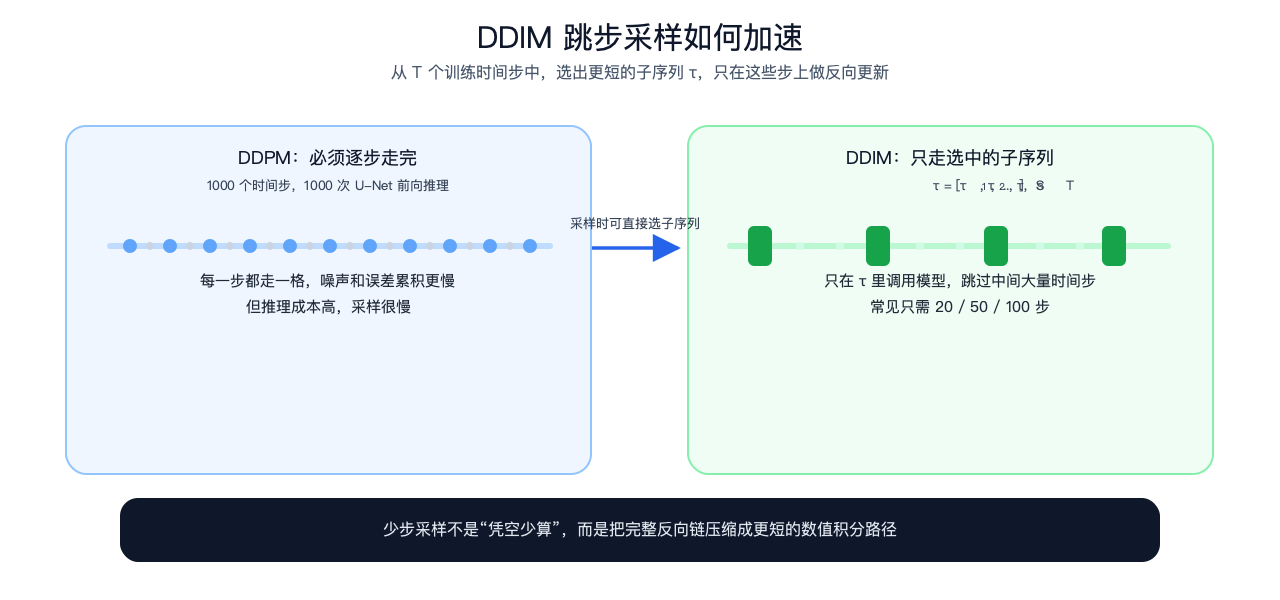 DDIM 跳步采样如何加速
从 T 个训练时间步中，选出更短的子序列 τ，只在这些步上做反向更新
DDPM：必须逐步走完
1000 个时间步，1000 次 U-Net 前向推理
每一步都走一格，噪声和误差累积更慢
但推理成本高，采样很慢
采样时可直接选子序列
DDIM：只走选中的子序列
τ = [τ
T
只在 τ 里调用模型，跳过中间大量时间步
常见只需 20 / 50 / 100 步
少步采样不是“凭空少算”，而是把完整反向链压缩成更短的数值积分路径